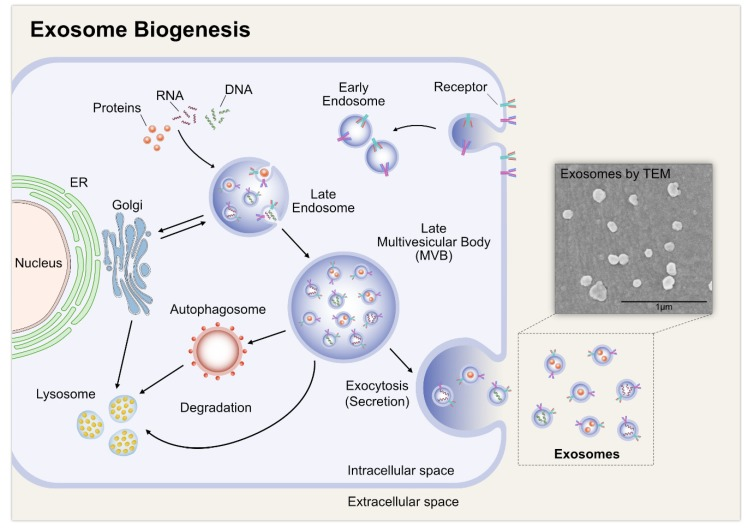 Exosome Biogenesis
Proteins
RNA
DNA
Early
Endosome
Receptor
ER
Golgi
Late
Endosome
Nucleus
Late
Multivesicular Body
(MVB)
Exosomes by TEM
1µm
Autophagosome
Lysosome
Degradation
Exocytosis
(Secretion)
Exosomes
Intracellular space
Extracellular space